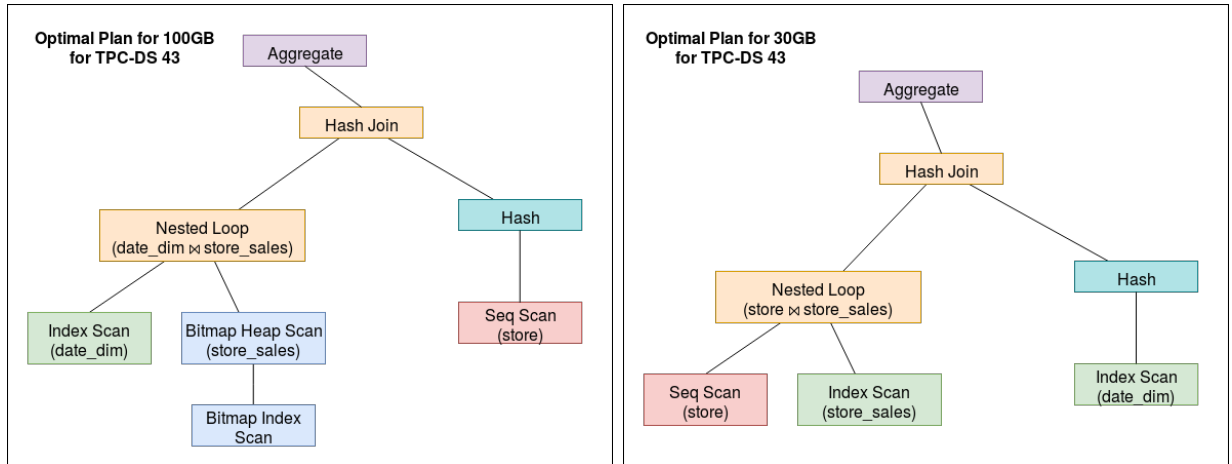 Optimal Plan for 100GB
for TPC-DS 43
Aggregate
Hash Join
Nested Loop
(date_dim ⋈ store_sales)
Hash
Index Scan
(date_dim)
Bitmap Heap Scan
(store_sales)
Seq Scan
(store)
Bitmap Index
Scan
Optimal Plan for 30GB
for TPC-DS 43
Aggregate
Hash Join
Nested Loop
(store ⋈ store_sales)
Hash
Seq Scan
(store)
Index Scan
(store_sales)
Index Scan
(date_dim)